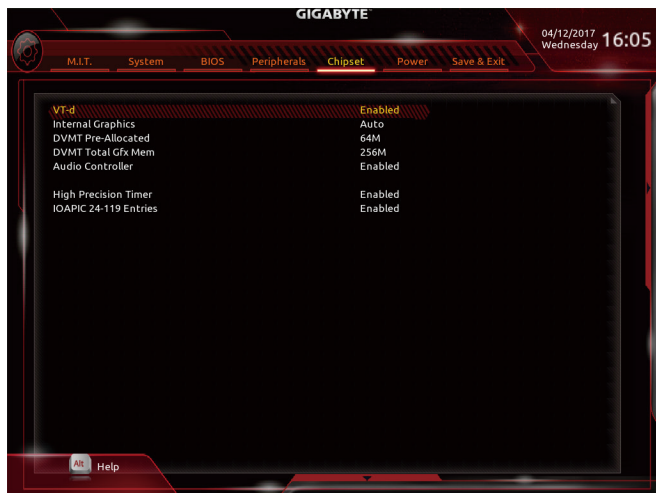 GIGABYTE™
04/12/2017 Wednesday 16:05
M.I.T. System BIOS Peripherals Chipset Power Save & Exit
VT-d Enabled
Internal Graphics Auto
DVMT Pre-Allocated 64M
DVMT Total Gfx Mem 256M
Audio Controller Enabled
High Precision Timer Enabled
IOAPIC 24-119 Entries Enabled
Alt Help